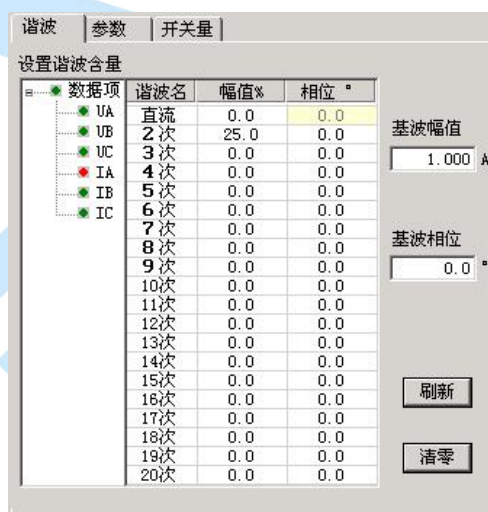 谐波 参数 开关量
设置谐波含量
数据项
UA
UB
UC
IA
IB
IC
谐波名 幅值% 相位 °
直流 0.0 0.0
2次 25.0 0.0
3次 0.0 0.0
4次 0.0 0.0
5次 0.0 0.0
6次 0.0 0.0
7次 0.0 0.0
8次 0.0 0.0
9次 0.0 0.0
10次 0.0 0.0
11次 0.0 0.0
12次 0.0 0.0
13次 0.0 0.0
14次 0.0 0.0
15次 0.0 0.0
16次 0.0 0.0
17次 0.0 0.0
18次 0.0 0.0
19次 0.0 0.0
20次 0.0 0.0
基波幅值
1.000 A
基波相位
0.0 °
刷新
清零